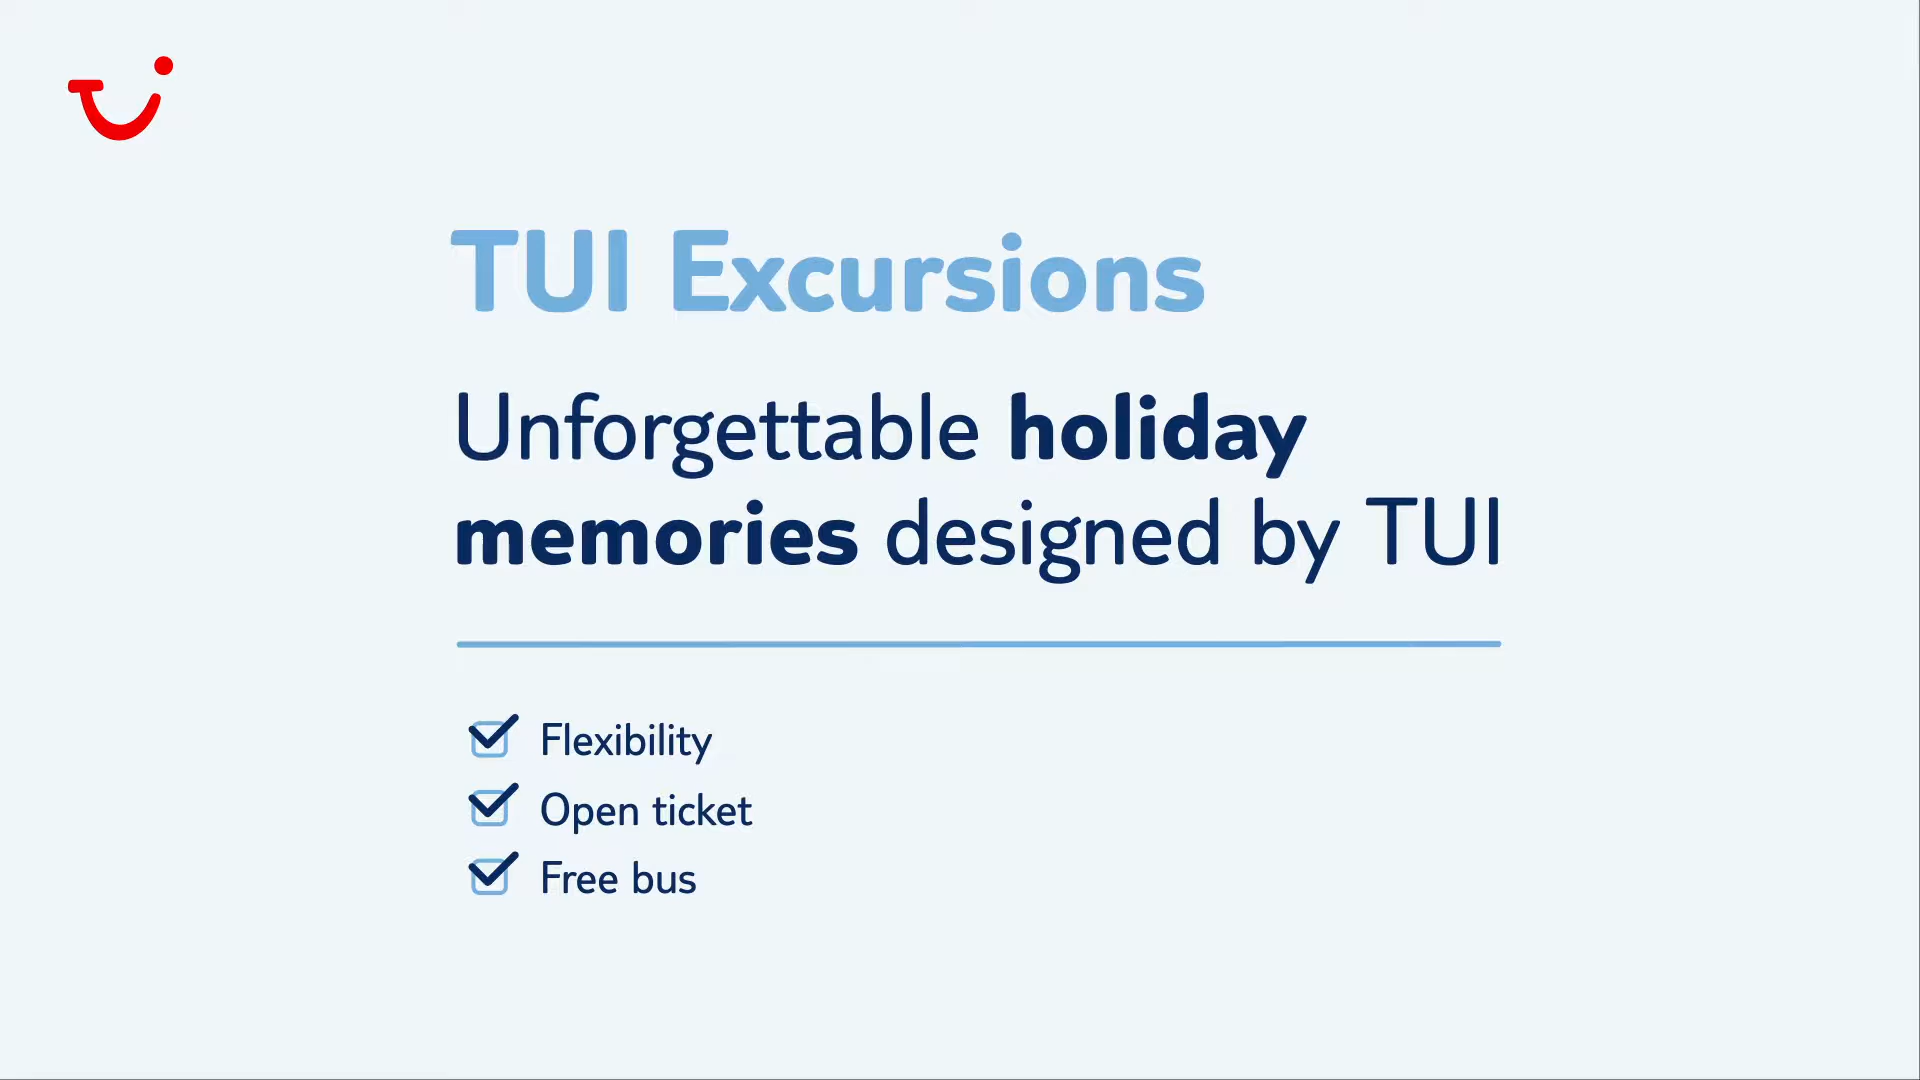 TUI Excursions
Unforgettable holiday
memories designed by TUI
Flexibility
Open ticket
Free bus